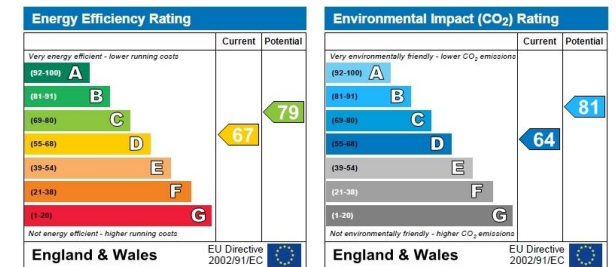 Energy Efficiency Rating
Current Potential
Very energy efficient - lower running costs
(92-100) A
(81-91) B
(69-80) C
79
(55-68) D
67
(39-54) E
(21-38) F
(1-20) G
Not energy efficient - higher running costs
England & Wales
EU Directive
2002/91/EC
Environmental Impact (CO₂) Rating
Current Potential
Very environmentally friendly - lower CO₂ emissions
(92-100) A
(81-91) B
81
(69-80) C
(55-68) D
64
(39-54) E
(21-38) F
(1-20) G
Not environmentally friendly - higher CO₂ emissions
England & Wales
EU Directive
2002/91/EC